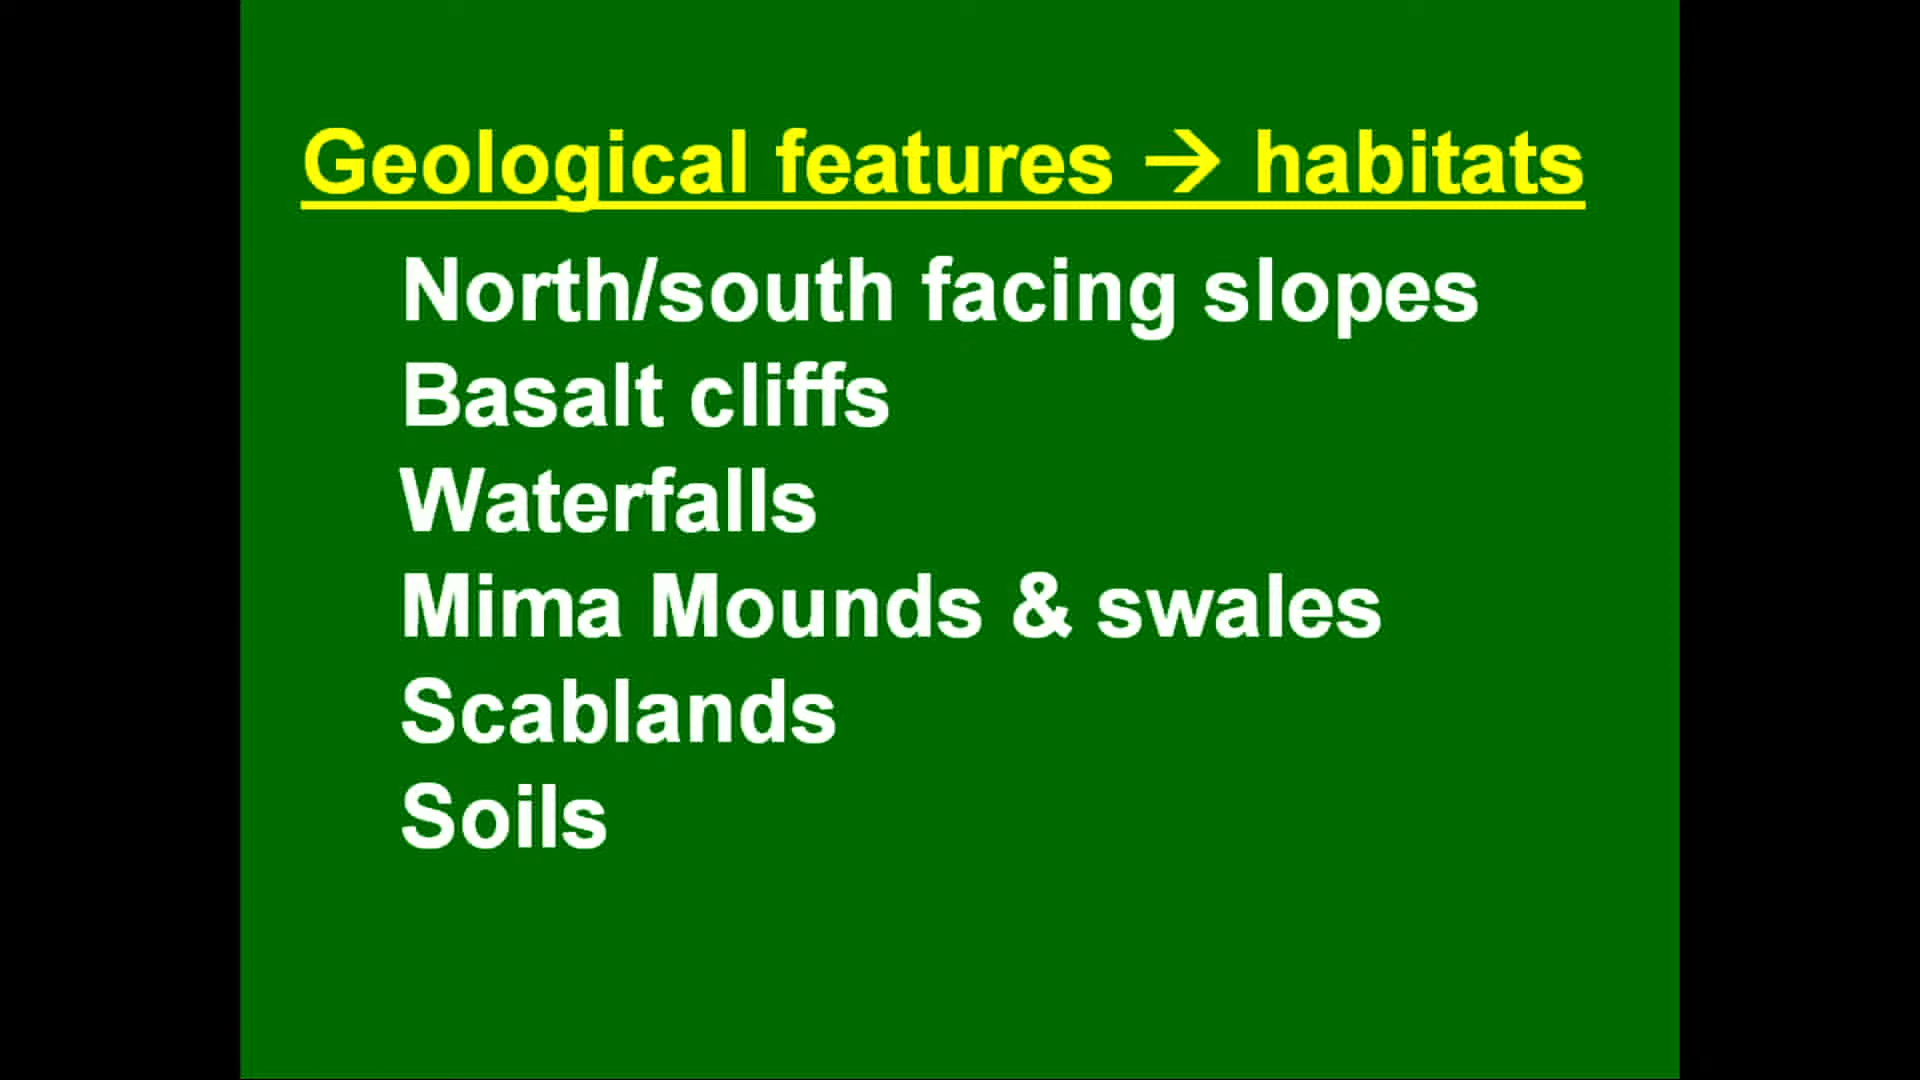 Geological features → habitats
North/south facing slopes
Basalt cliffs
Waterfalls
Mima Mounds & swales
Scablands
Soils